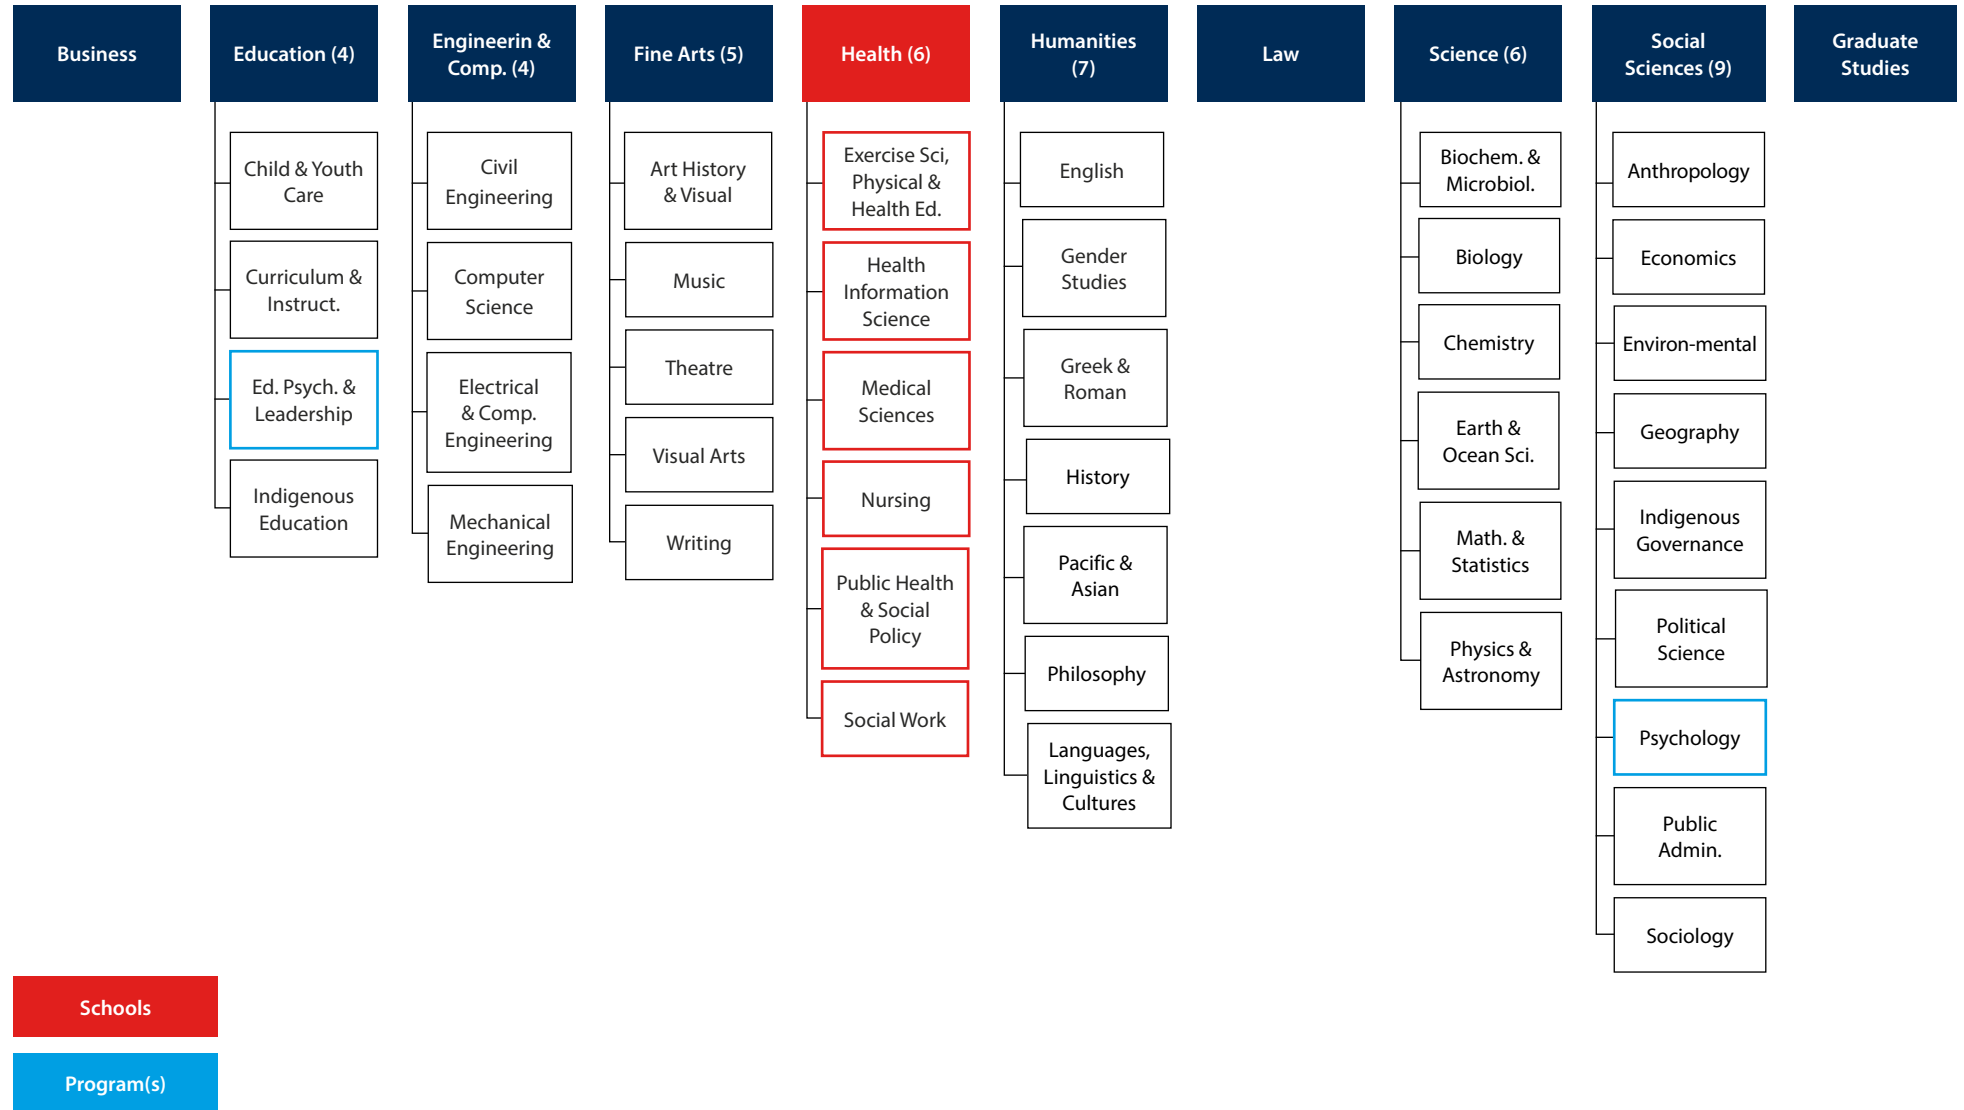 Business
Education (4)
Engineerin &
Comp. (4)
Fine Arts (5)
Health (6)
Humanities
(7)
Law
Science (6)
Social
Sciences (9)
Graduate
Studies
Child & Youth
Care
Curriculum &
Instruct.
Ed. Psych. &
Leadership
Indigenous
Education
Civil
Engineering
Computer
Science
Electrical
& Comp.
Engineering
Mechanical
Engineering
Art History
& Visual
Music
Theatre
Visual Arts
Writing
Exercise Sci,
Physical &
Health Ed.
Health
Information
Science
Medical
Sciences
Nursing
Public Health
& Social
Policy
Social Work
English
Gender
Studies
Greek &
Roman
History
Pacific &
Asian
Philosophy
Languages,
Linguistics &
Cultures
Biochem. &
Microbiol.
Biology
Chemistry
Earth &
Ocean Sci.
Math. &
Statistics
Physics &
Astronomy
Anthropology
Economics
Environ-mental
Geography
Indigenous
Governance
Political
Science
Psychology
Public
Admin.
Sociology
Schools
Program(s)